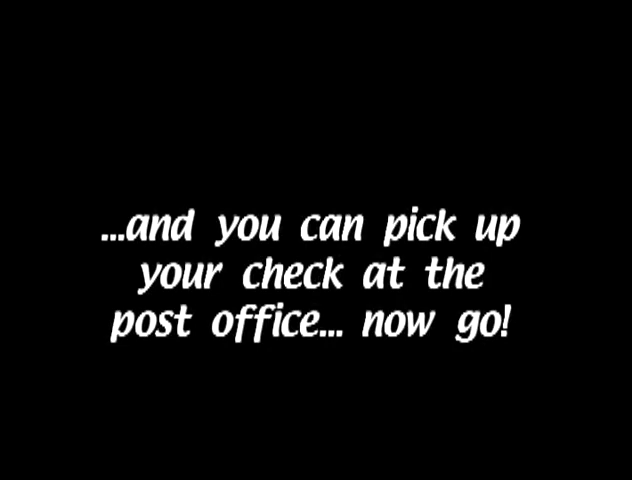 ...and you can pick up
your check at the
post office... now go!